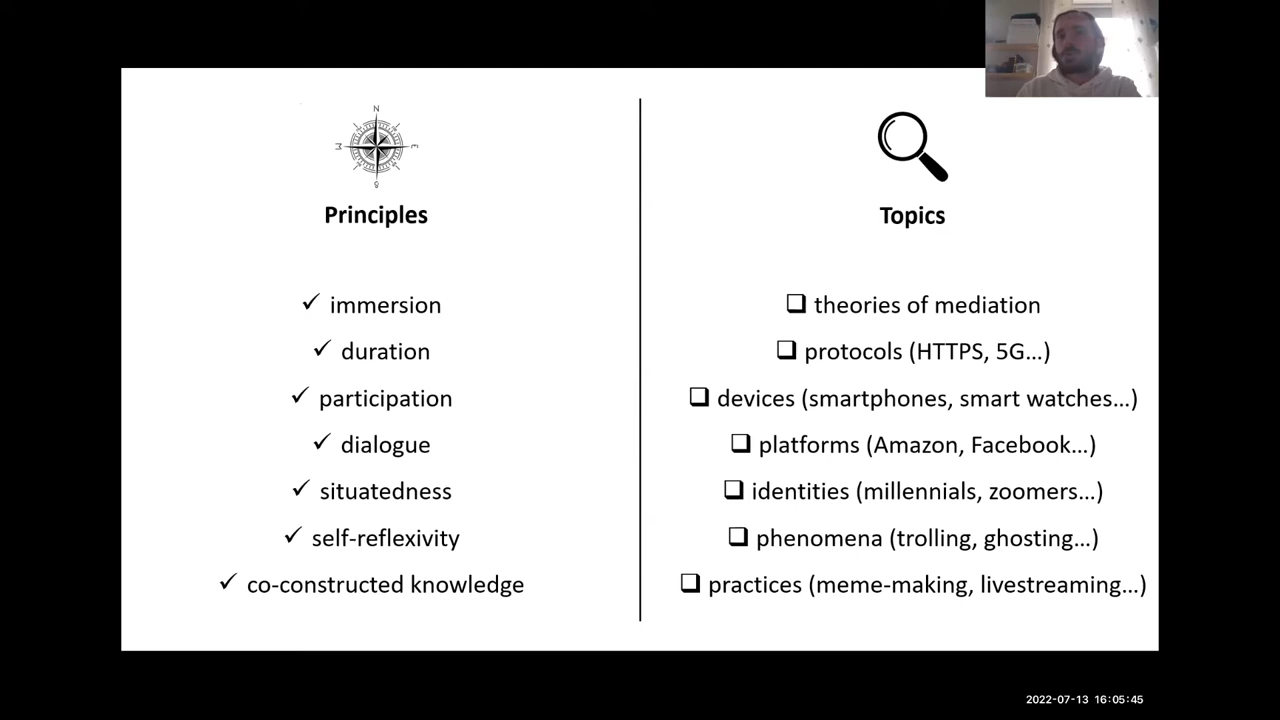 N
E
S
Principles
✓ immersion
✓ duration
✓ participation
✓ dialogue
✓ situatedness
✓ self-reflexivity
✓ co-constructed knowledge
Topics
❑ theories of mediation
❑ protocols (HTTPS, 5G...)
❑ devices (smartphones, smart watches...)
❑ platforms (Amazon, Facebook...)
❑ identities (millennials, zoomers...)
❑ phenomena (trolling, ghosting...)
❑ practices (meme-making, livestreaming...)
2022-07-13 16:05:45